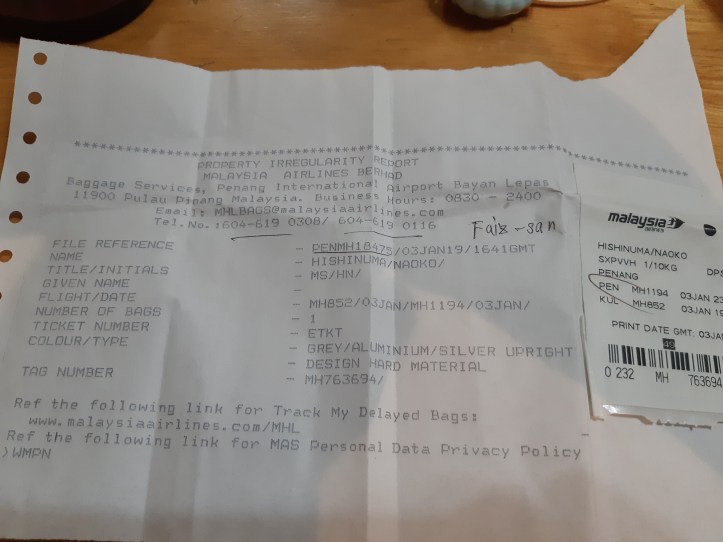 ****************************************************
PROPERTY IRREGULARITY REPORT
MALAYSIA AIRLINES BERHAD
Baggage Services, Penang International Airport Bayan Lepas
11900 Pulau Pinang Malaysia. Business Hours: 0830 - 2400
Email: MHLBAGS@malaysiaairlines.com
Tel.No.:604-619 0308/ 604-619 0116
Faiz-san
FILE REFERENCE - PENMH18475/03JAN19/1641GMT
NAME - HISHINUMA/NAOKO/
TITLE/INITIALS - MS/HN/
GIVEN NAME -
FLIGHT/DATE - MH852/03JAN/MH1194/03JAN/
NUMBER OF BAGS - 1
TICKET NUMBER - ETKT
COLOUR/TYPE - GREY/ALUMINIUM/SILVER UPRIGHT
- DESIGN HARD MATERIAL
TAG NUMBER - MH763694/
Ref the following link for Track My Delayed Bags:
www.malaysiaairlines.com/MHL
Ref the following link for MAS Personal Data Privacy Policy
)WMPN
malaysia
airlines
HISHINUMA/NAOKO
SXPVVH 1/10KG DPS
PENANG
PEN MH1194 03JAN 23
KUL MH852 03JAN 19
PRINT DATE GMT: 03JAN
0 232 MH 763694